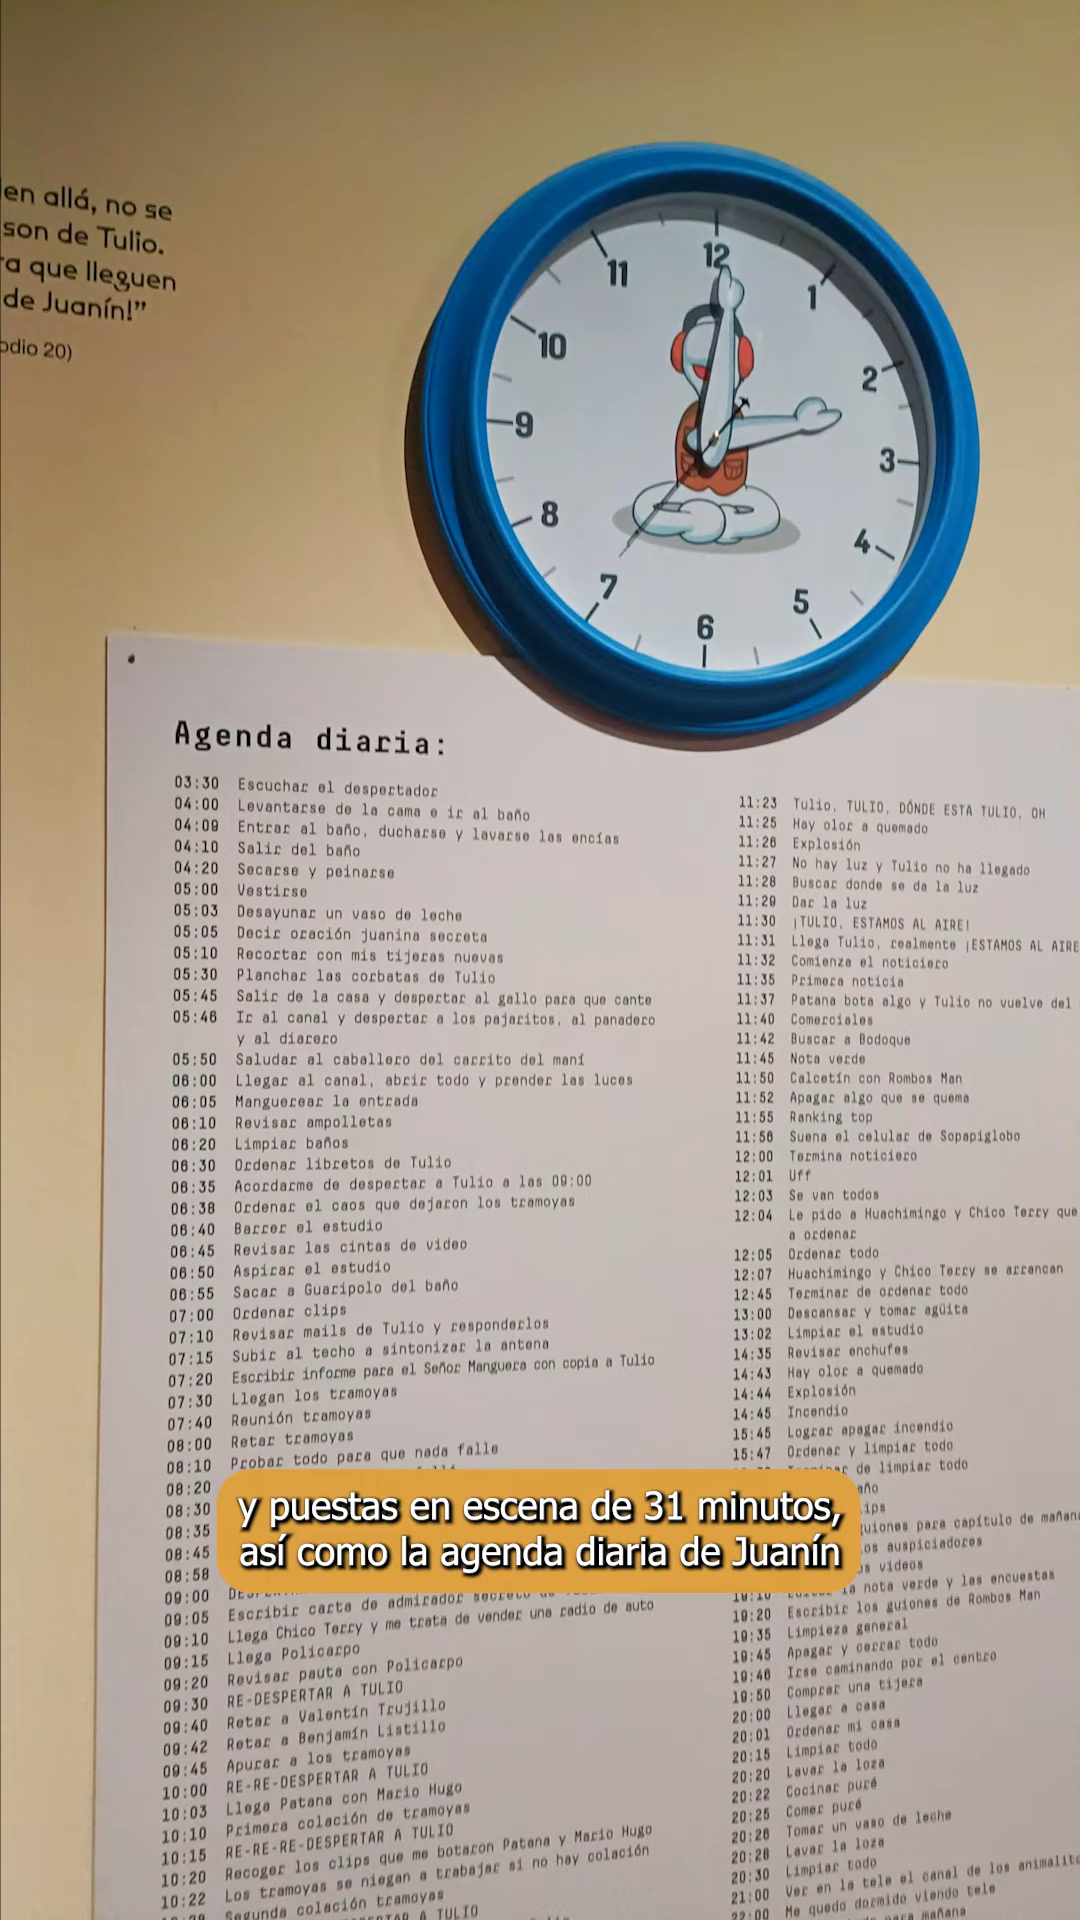 en allá, no se
son de Tulio.
a que lleguen
de Juanín!”
odio 20)
12
1
2
3
4
5
6
7
8
9
10
11
Agenda diaria:
03:30 Escuchar el despertador
04:00 Levantarse de la cama e ir al baño
04:09 Entrar al baño, ducharse y lavarse las encías
04:10 Salir del baño
04:20 Secarse y peinarse
05:00 Vestirse
05:03 Desayunar un vaso de leche
05:05 Decir oración juanina secreta
05:10 Recortar con mis tijeras nuevas
05:30 Planchar las corbatas de Tulio
05:45 Salir de la casa y despertar al gallo para que cante
05:46 Ir al canal y despertar a los pajaritos, al panadero
y al diarero
05:50 Saludar al caballero del carrito del maní
06:00 Llegar al canal, abrir todo y prender las luces
06:05 Manguerear la entrada
06:10 Revisar ampolletas
06:20 Limpiar baños
06:30 Ordenar libretos de Tulio
06:35 Acordarme de despertar a Tulio a las 09:00
06:38 Ordenar el caos que dejaron los tramoyas
06:40 Barrer el estudio
06:45 Revisar las cintas de video
06:50 Aspirar el estudio
06:55 Sacar a Guaripolo del baño
07:00 Ordenar clips
07:10 Revisar mails de Tulio y responderlos
07:15 Subir al techo a sintonizar la antena
07:20 Escribir informe para el Señor Manguera con copia a Tulio
07:30 Llegan los tramoyas
07:40 Reunión tramoyas
08:00 Retar tramoyas
08:10 Probar todo para que nada falle
08:20
08:30
08:35
08:45
08:58
09:00
09:05 Escribir carta de admirador secreto
09:10 Llega Chico Terry y me trata de vender una radio de auto
09:15 Llega Policarpo
09:20 Revisar pauta con Policarpo
09:30 RE-DESPERTAR A TULIO
09:40 Retar a Valentín Trujillo
09:42 Retar a Benjamín Listillo
09:45 Apurar a los tramoyas
10:00 RE-RE-DESPERTAR A TULIO
10:03 Llega Patana con Mario Hugo
10:10 Primera colación de tramoyas
10:15 RE-RE-RE-DESPERTAR A TULIO
10:20 Recoger los clips que me botaron Patana y Mario Hugo
10:22 Los tramoyas se niegan a trabajar si no hay colación
Segunda colación tramoyas
A TULIO
11:23 Tulio, TULIO, DÓNDE ESTA TULIO, OH
11:25 Hay olor a quemado
11:26 Explosión
11:27 No hay luz y Tulio no ha llegado
11:28 Buscar donde se da la luz
11:29 Dar la luz
11:30 ¡TULIO, ESTAMOS AL AIRE!
11:31 Llega Tulio, realmente ¡ESTAMOS AL AIRE
11:32 Comienza el noticiero
11:35 Primera noticia
11:37 Patana bota algo y Tulio no vuelve del
11:40 Comerciales
11:42 Buscar a Bodoque
11:45 Nota verde
11:50 Calcetín con Rombos Man
11:52 Apagar algo que se quema
11:55 Ranking top
11:56 Suena el celular de Sopapiglobo
12:00 Termina noticiero
12:01 Uff
12:03 Se van todos
12:04 Le pido a Huachimingo y Chico Terry que
a ordenar
12:05 Ordenar todo
12:07 Huachimingo y Chico Terry se arrancan
12:45 Terminar de ordenar todo
13:00 Descansar y tomar agüita
13:02 Limpiar el estudio
14:35 Revisar enchufes
14:43 Hay olor a quemado
14:44 Explosión
14:45 Incendio
15:45 Lograr apagar incendio
15:47 Ordenar y limpiar todo
de limpiar todo
guiones para capítulo de mañana
os auspiciadores
videos
la nota verde y las encuestas
19:20 Escribir los guiones de Rombos Man
19:35 Limpieza general
19:45 Apagar y cerrar todo
19:46 Irse caminando por el centro
19:50 Comprar una tijera
20:00 Llegar a casa
20:01 Ordenar mi casa
20:15 Limpiar todo
20:20 Lavar la loza
20:22 Cocinar puré
20:25 Comer puré
20:26 Tomar un vaso de leche
20:28 Lavar la loza
20:30 Limpiar todo
21:00 Ver en la tele el canal de los animalito
22:00 Me quedo dormido viendo tele
para mañana
y puestas en escena de 31 minutos,
así como la agenda diaria de Juanín